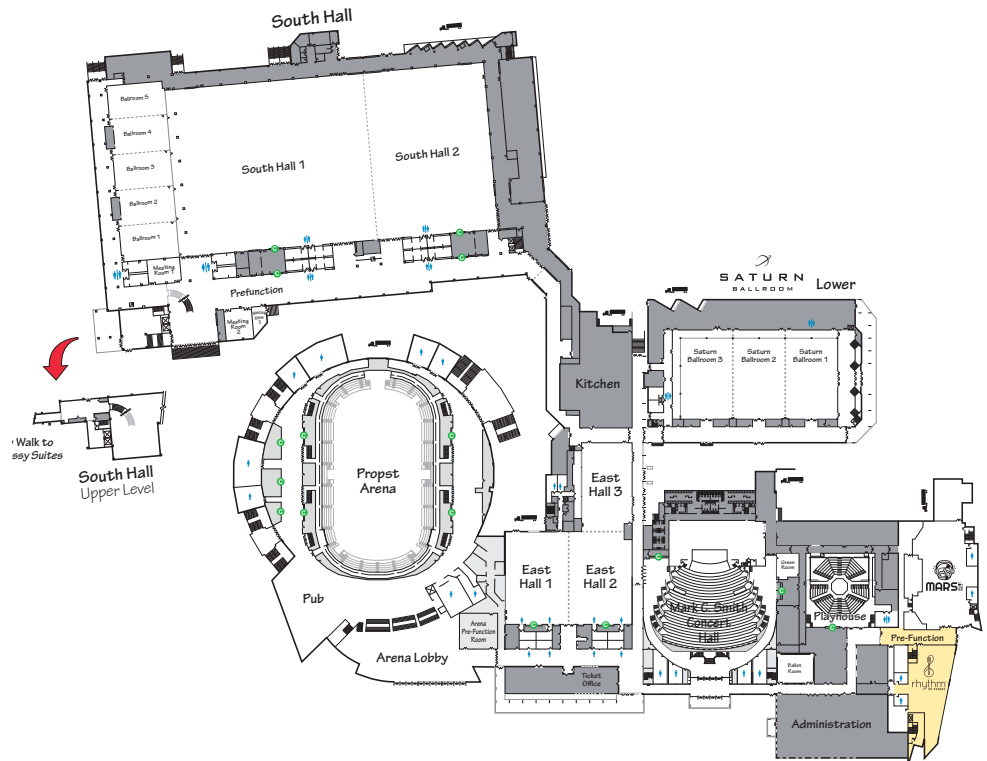 South Hall
Ballroom 5
Ballroom 4
Ballroom 3
Ballroom 2
Ballroom 1
South Hall 1
South Hall 2
Meeting
Room 1
Prefunction
Meeting
Room 2
Meeting
Room 3
SATURN
BALLROOM
Lower
Saturn
Ballroom 3
Saturn
Ballroom 2
Saturn
Ballroom 1
Kitchen
Walk to
ssy Suites
South Hall
Upper Level
Propst
Arena
East
Hall 3
East
Hall 1
East
Hall 2
Pub
Arena
Pre-Function
Room
Arena Lobby
Ticket
Office
Mark C. Smith
Concert
Hall
Green
Room
Playhouse
Ballet
Room
MARS
Pre-Function
rhythm
Administration